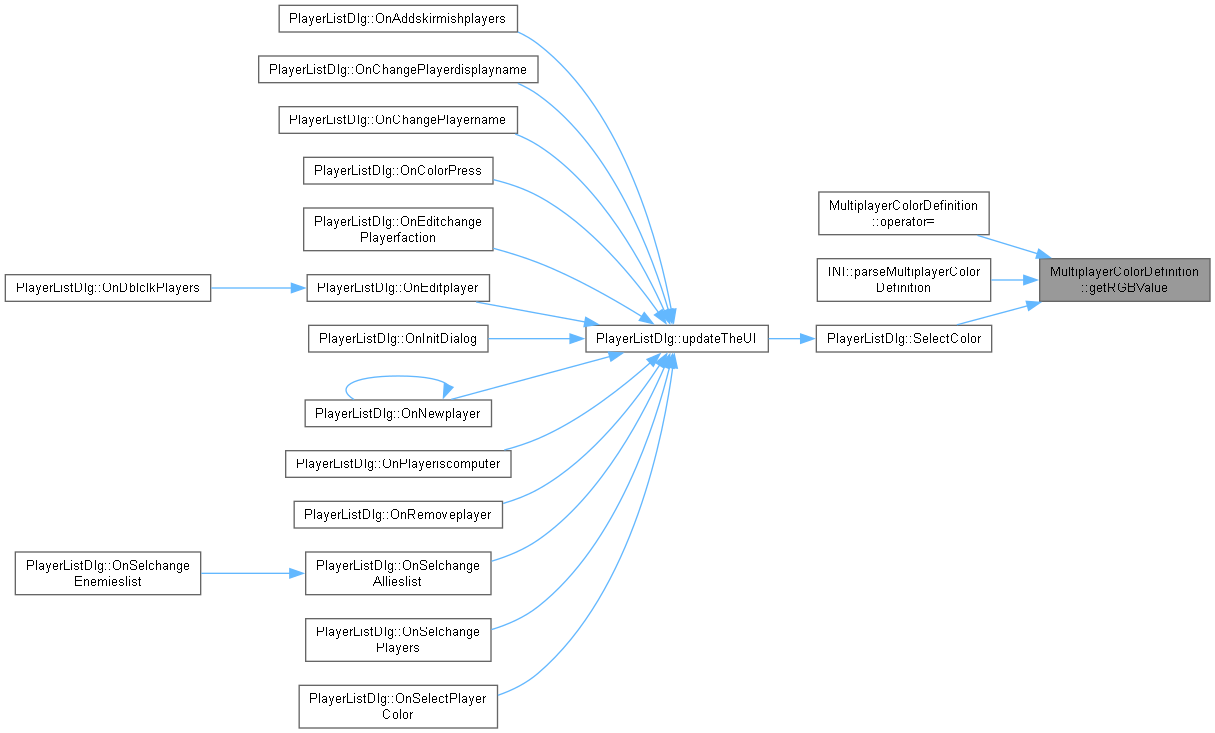 PlayerListDlg::OnAddskirmishplayers
PlayerListDlg::OnChangePlayerdisplayname
PlayerListDlg::OnChangePlayername
PlayerListDlg::OnColorPress
PlayerListDlg::OnEditchange
Playerfaction
PlayerListDlg::OnDblclkPlayers
PlayerListDlg::OnEditplayer
PlayerListDlg::OnInitDialog
PlayerListDlg::OnNewplayer
PlayerListDlg::OnPlayeriscomputer
PlayerListDlg::OnRemoveplayer
PlayerListDlg::OnSelchange
Enemieslist
PlayerListDlg::OnSelchange
Allieslist
PlayerListDlg::OnSelchange
Players
PlayerListDlg::OnSelectPlayer
Color
PlayerListDlg::updateTheUI
MultiplayerColorDefinition
::operator=
INI::parseMultiplayerColor
Definition
PlayerListDlg::SelectColor
MultiplayerColorDefinition
::getRGBValue